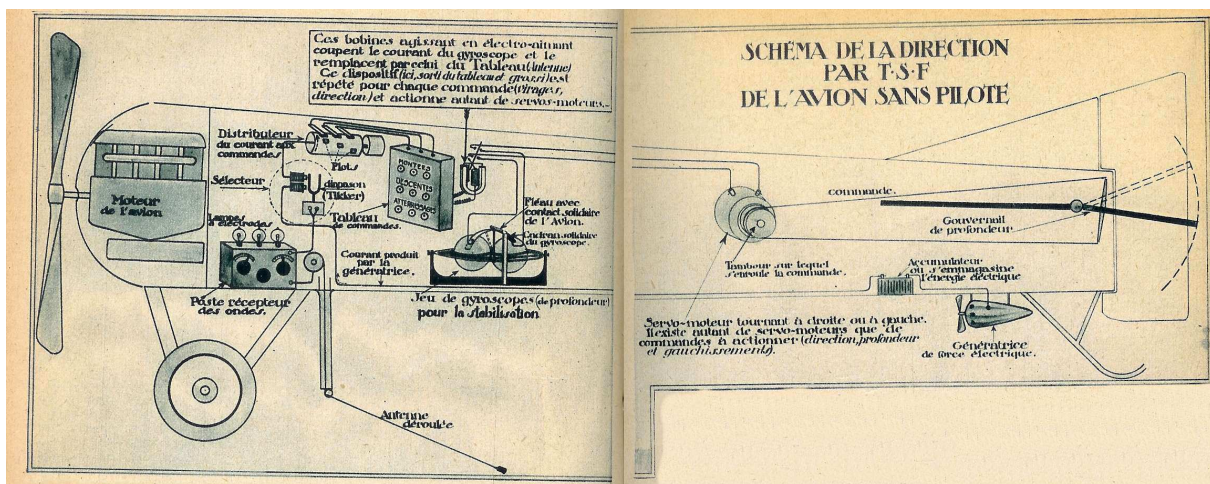 Ces bobines agissant en électro-aimant
coupent le courant du gyroscope et le
remplacent par celui du Tableau (Antenne)
Ce dispositif (ici, sorti du tableau et grossi) est
répété pour chaque commande (virages,
direction) et actionne autant de servos-moteurs.
Distributeur
du courant aux
commandes.
Plots
Sélecteur
diapason
(Tikker)
MONTÉES
DESCENTES
ATTERRISSAGES
Tableau
de commandes.
Fléau avec
contact solidaire
de l'Avion.
Cadran solidaire
du gyroscope.
Moteur
de l'avion
Lampes
à électrodes
Courant produit
par la
génératrice.
Poste récepteur
des ondes.
Jeu de gyroscopes (de profondeur)
pour la stabilisation
Antenne
déroulée
SCHÉMA DE LA DIRECTION
PAR T·S·F
DE L'AVION SANS PILOTE
commande.
Gouvernail
de profondeur
Tambour sur lequel
s'enroule la commande.
Accumulateur
ou s'emmagasine
l'énergie électrique
Servo-moteur tournant à droite ou à gauche.
Il existe autant de servo-moteurs que de
commandes à actionner (direction, profondeur
et gauchissements).
Génératrice
de force électrique.